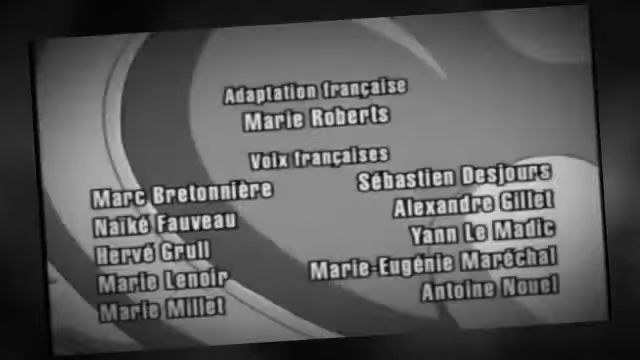 Adaptation française
Marie Roberts
Voix françaises
Marc Bretonnière
Naïké Fauveau
Hervé Grull
Marie Lenoir
Marie Millet
Sébastien Desjours
Alexandre Gillet
Yann Le Madic
Marie-Eugénie Maréchal
Antoine Nouel